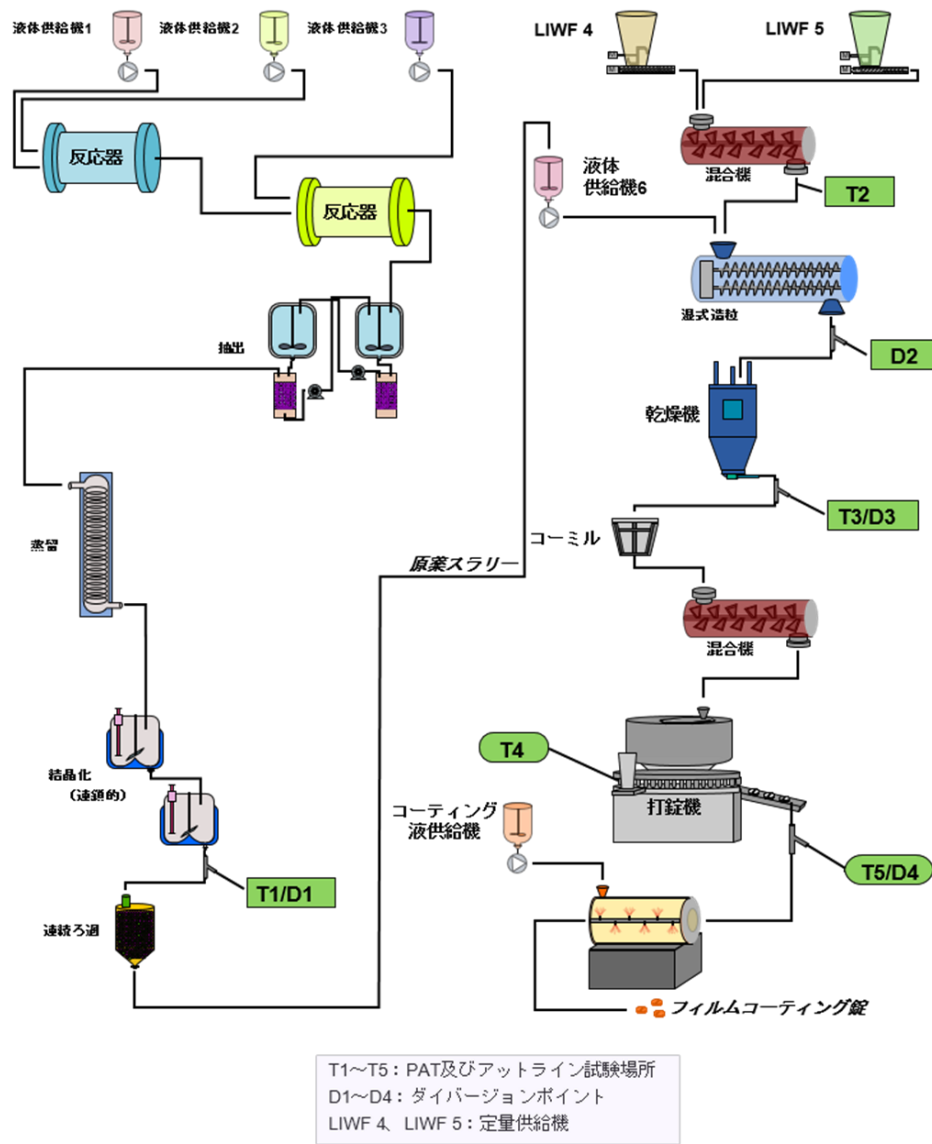 液体供給機1
液体供給機2
液体供給機3
反応器
反応器
抽出
蒸留
結晶化
（連鎖的）
T1/D1
連続ろ過
原薬スラリー
LIWF 4
LIWF 5
混合機
T2
液体
供給機6
湿式造粒
D2
乾燥機
T3/D3
コーミル
混合機
T4
打錠機
コーティング
液供給機
T5/D4
フィルムコーティング錠
T1～T5：PAT及びアットライン試験場所
D1～D4：ダイバージョンポイント
LIWF 4、LIWF 5：定量供給機